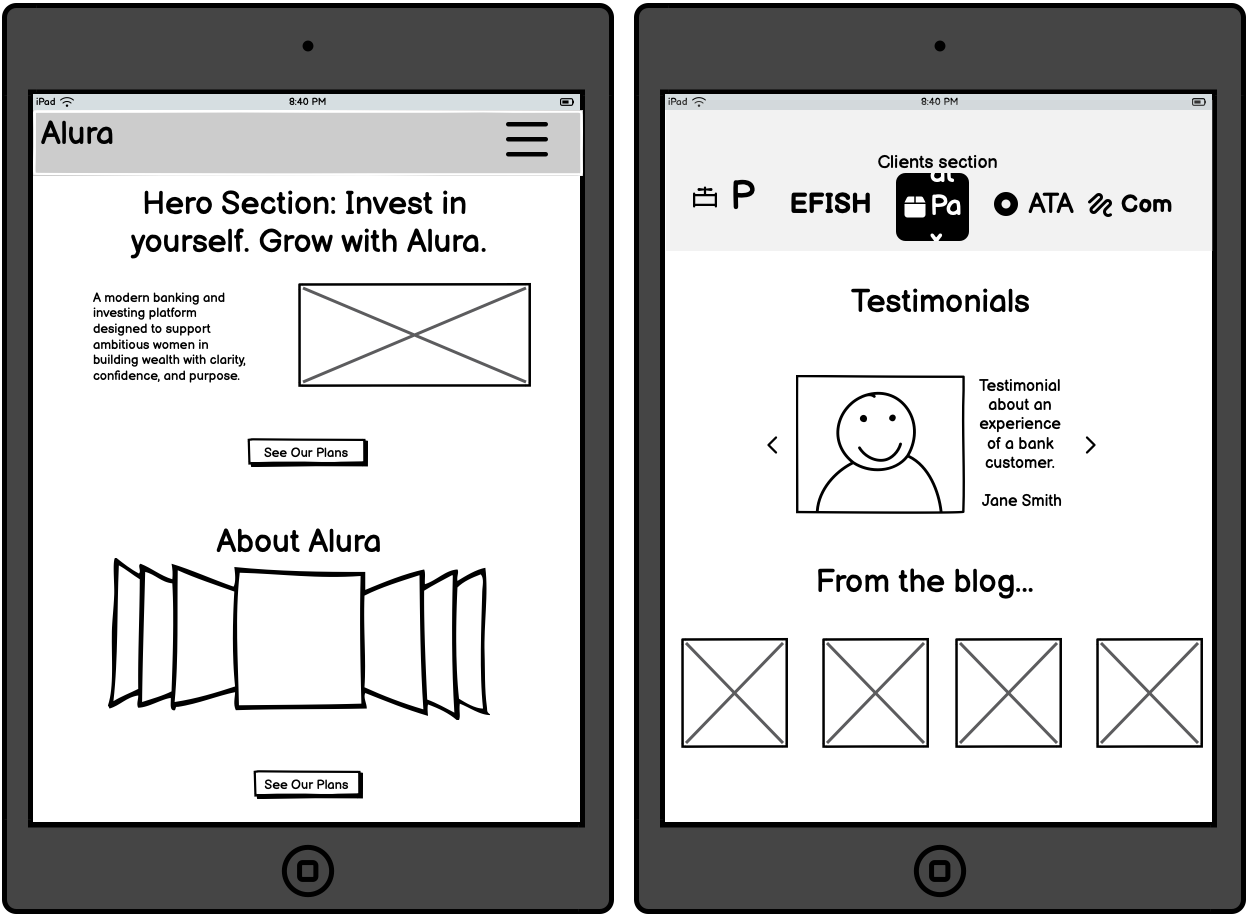 iPad
8:40 PM
Alura
Hero Section: Invest in
yourself. Grow with Alura.
A modern banking and
investing platform
designed to support
ambitious women in
building wealth with clarity,
confidence, and purpose.
See Our Plans
About Alura
See Our Plans
iPad
8:40 PM
Clients section
P
EFISH
Pa
ATA
Com
Testimonials
Testimonial
about an
experience
of a bank
customer.
Jane Smith
From the blog...